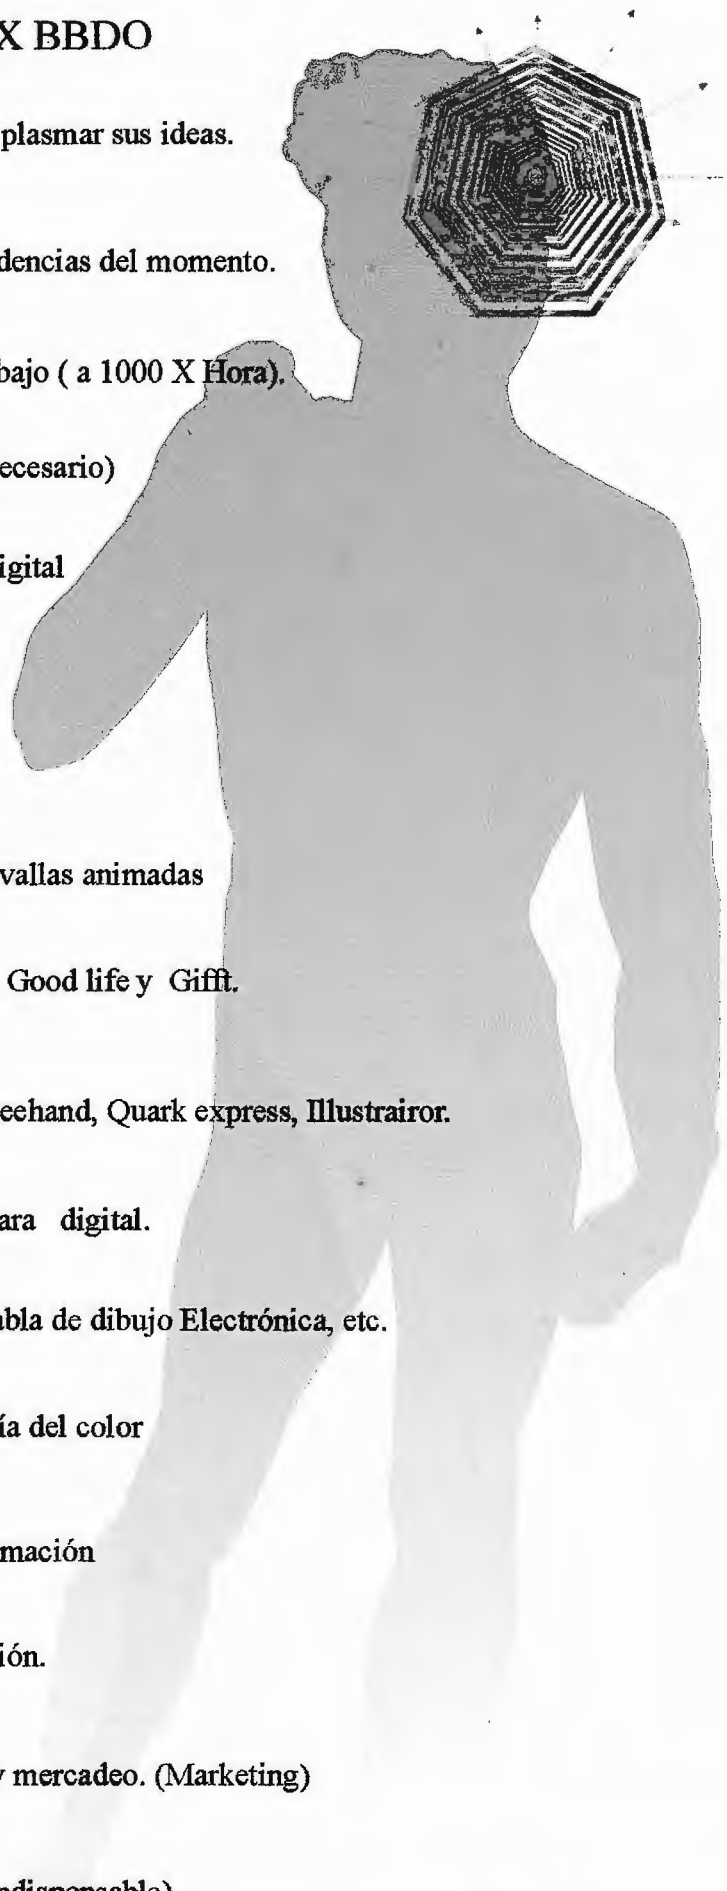 X BBDO
plasmar sus ideas.
dencias del momento.
bajo ( a 1000 X Hora).
ecesario)
igital
vallas animadas
Good life y Gifft.
eehand, Quark express, Illustrairor.
ara digital.
abla de dibujo Electrónica, etc.
ía del color
mación
ión.
y mercadeo. (Marketing)
ndispensable)